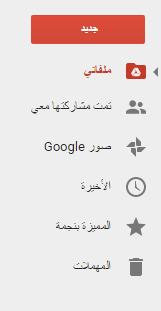 جديد
ملفاتي
تمت مشاركتها معي
صور Google
الأخيرة
المميزة بنجمة
المهملات